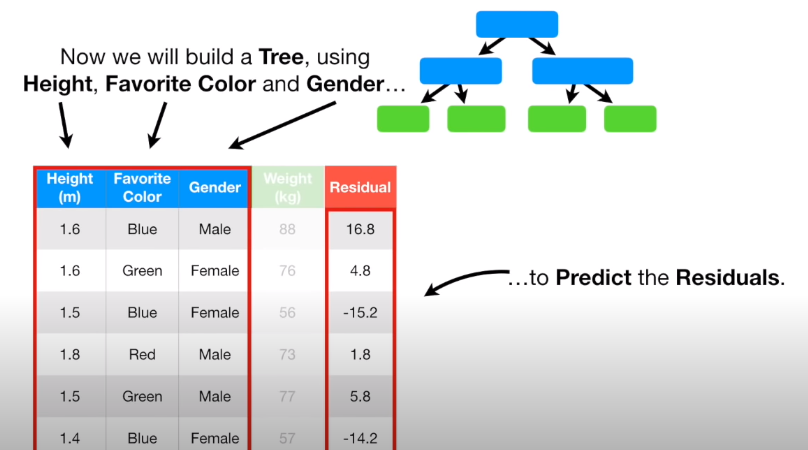 Now we will build a Tree, using
Height, Favorite Color and Gender…
Height (m) Favorite Color Gender Weight (kg) Residual
1.6 Blue Male 88 16.8
1.6 Green Female 76 4.8
1.5 Blue Female 56 -15.2
1.8 Red Male 73 1.8
1.5 Green Male 77 5.8
1.4 Blue Female 57 -14.2
…to Predict the Residuals.